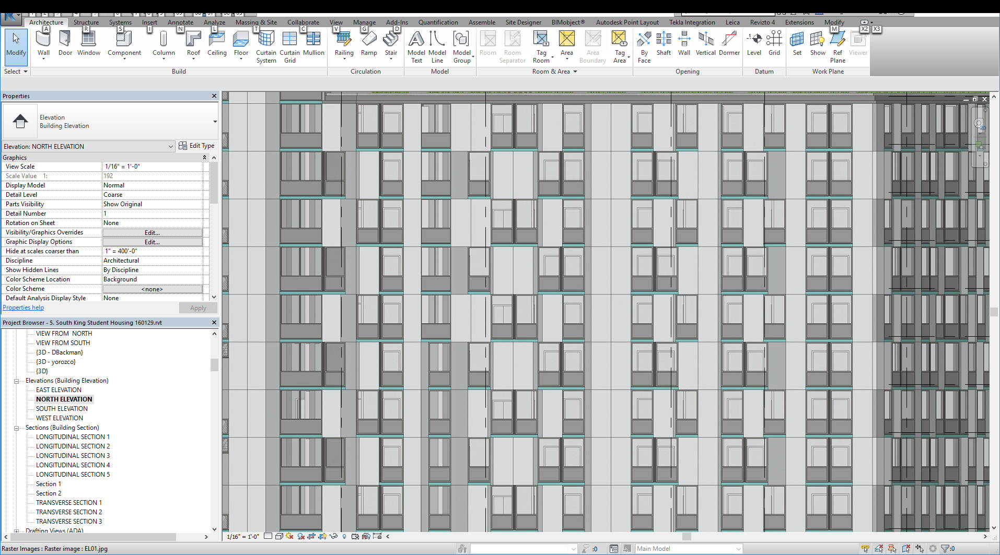 Architecture Structure Systems Insert Annotate Analyze Massing & Site Collaborate View Manage Add-Ins Quantification Assemble Site Designer BIMobject® Autodesk Point Layout Tekla Integration Leica Revizto 4 Extensions Modify
A R S I N L T C V G D M X2 X3
Modify Wall Door Window Component Column Roof Ceiling Floor Curtain System Curtain Grid Mullion Railing Ramp Stair Model Text Model Line Model Group Room Room Separator Tag Room Area Area Boundary Tag Area By Face Shaft Wall Vertical Dormer Level Grid Set Show Ref Plane Viewer
Select Build Circulation Model Room & Area Opening Datum Work Plane
Properties
Elevation
Building Elevation
Elevation: NORTH ELEVATION Edit Type
Graphics
View Scale 1/16" = 1'-0"
Scale Value 1: 192
Display Model Normal
Detail Level Coarse
Parts Visibility Show Original
Detail Number 1
Rotation on Sheet None
Visibility/Graphics Overrides Edit...
Graphic Display Options Edit...
Hide at scales coarser than 1" = 400'-0"
Discipline Architectural
Show Hidden Lines By Discipline
Color Scheme Location Background
Color Scheme <none>
Default Analysis Display Style None
Properties help Apply
Project Browser - 5. South King Student Housing 160129.rvt
VIEW FROM NORTH
VIEW FROM SOUTH
{3D - DBackman}
{3D - yorozco}
{3D}
Elevations (Building Elevation)
EAST ELEVATION
NORTH ELEVATION
SOUTH ELEVATION
WEST ELEVATION
Sections (Building Section)
LONGITUDINAL SECTION 1
LONGITUDINAL SECTION 2
LONGITUDINAL SECTION 3
LONGITUDINAL SECTION 4
LONGITUDINAL SECTION 5
Section 1
Section 2
TRANSVERSE SECTION 1
TRANSVERSE SECTION 2
TRANSVERSE SECTION 3
Drafting Views (ADA)
1/16" = 1'-0"
Raster Images : Raster image : EL01.jpg :0 Main Model :0